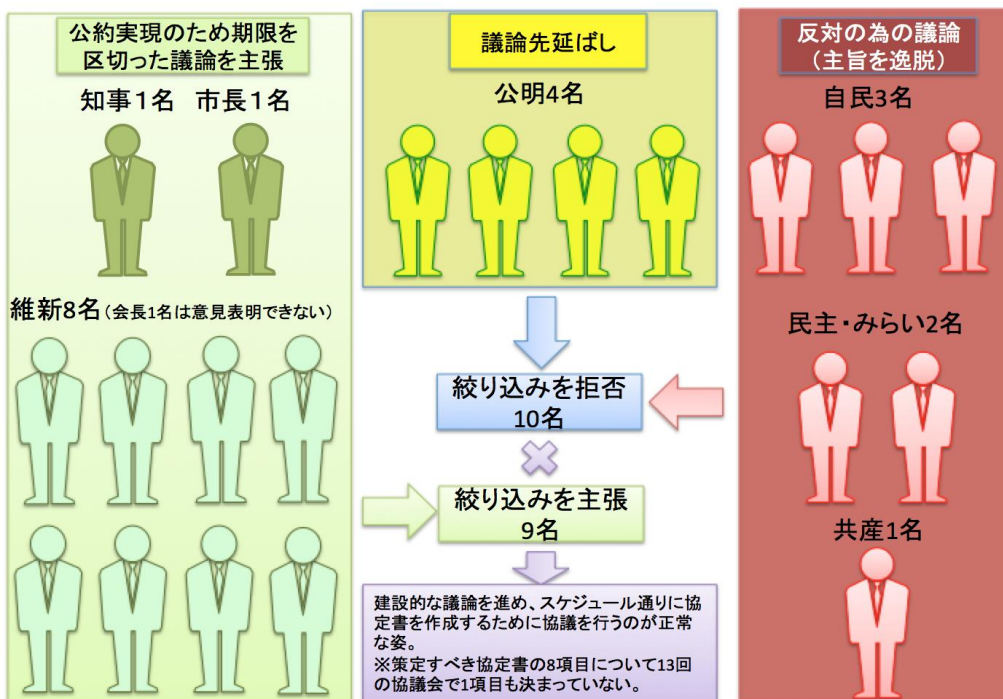 公約実現のため期限を
区切った議論を主張
知事1名 市長1名
維新8名(会長1名は意見表明できない)
議論先延ばし
公明4名
絞り込みを拒否
10名
絞り込みを主張
9名
建設的な議論を進め、スケジュール通りに協
定書を作成するために協議を行うのが正常
な姿。
※策定すべき協定書の8項目について13回
の協議会で1項目も決まっていない。
反対の為の議論
(主旨を逸脱)
自民3名
民主・みらい2名
共産1名